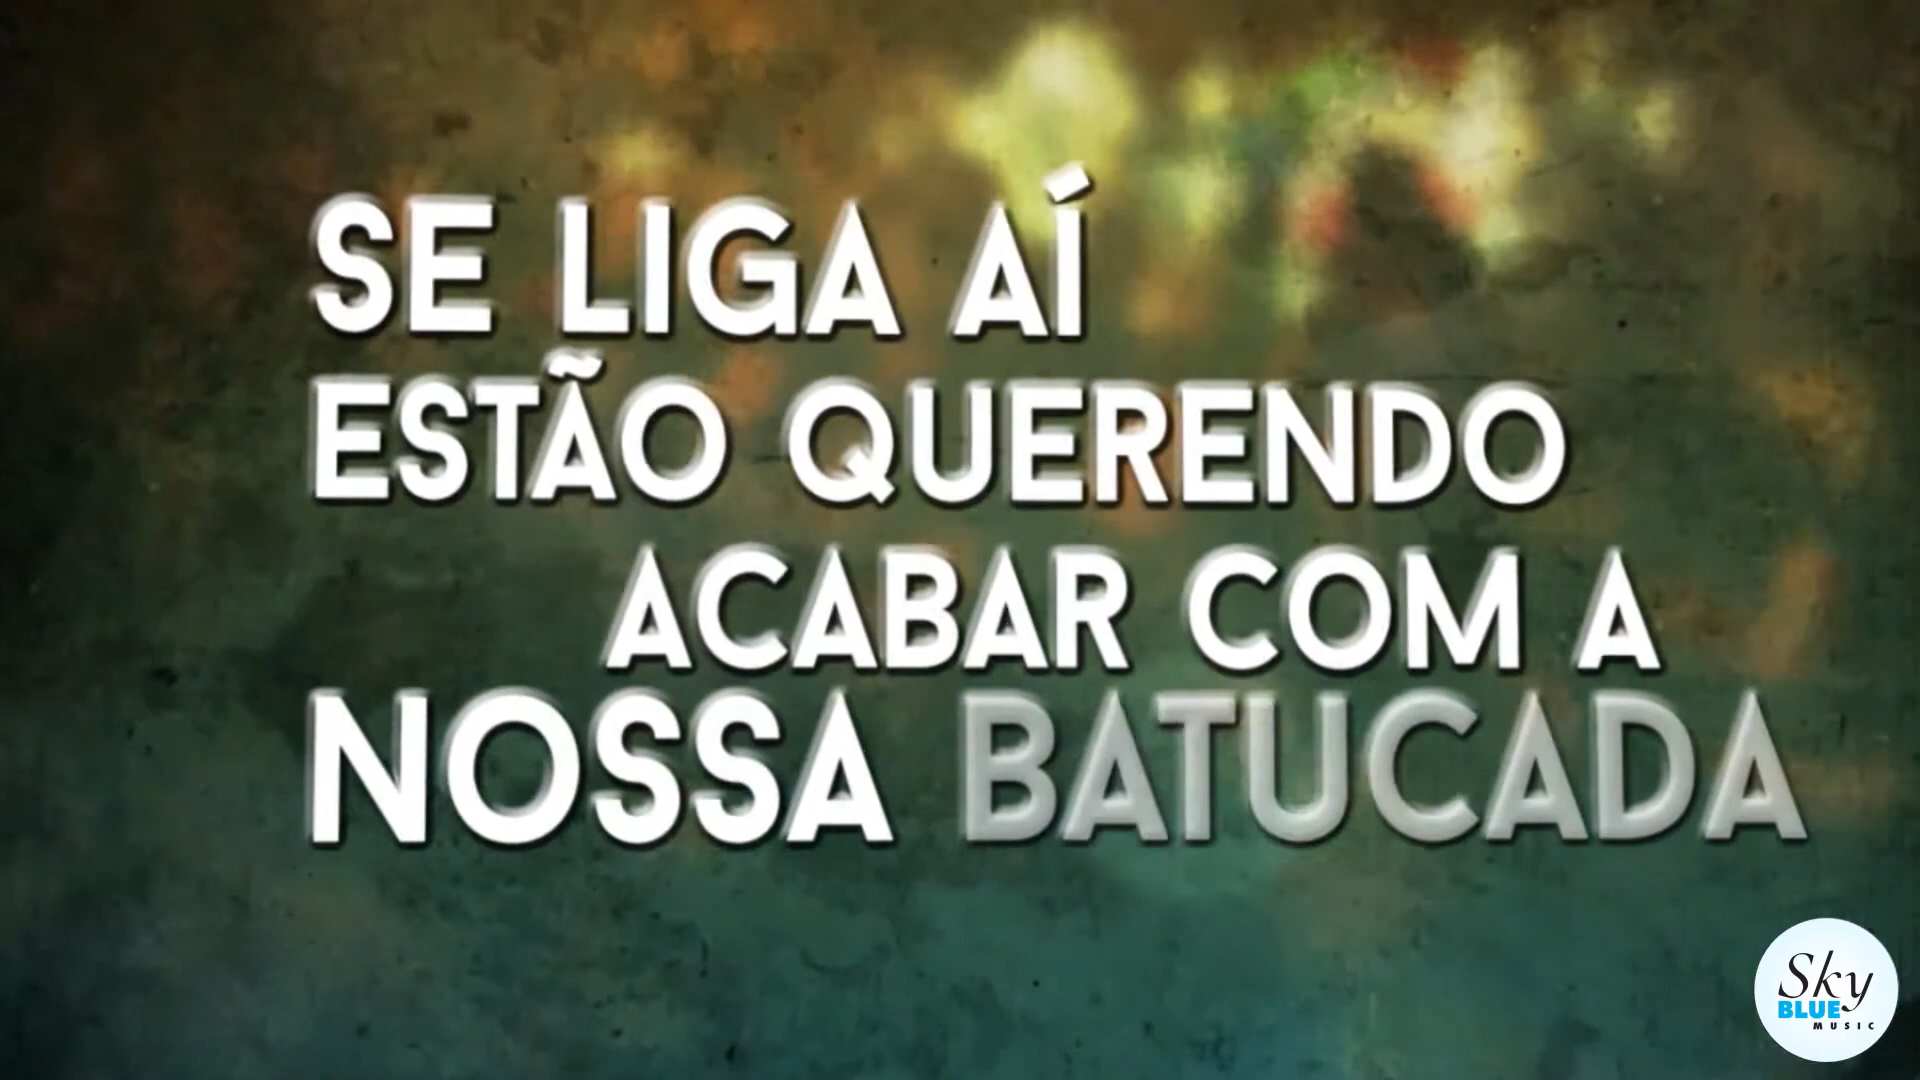 SE LIGA AÍ
ESTÃO QUERENDO
ACABAR COM A
NOSSA BATUCADA
Sky
BLUE
MUSIC